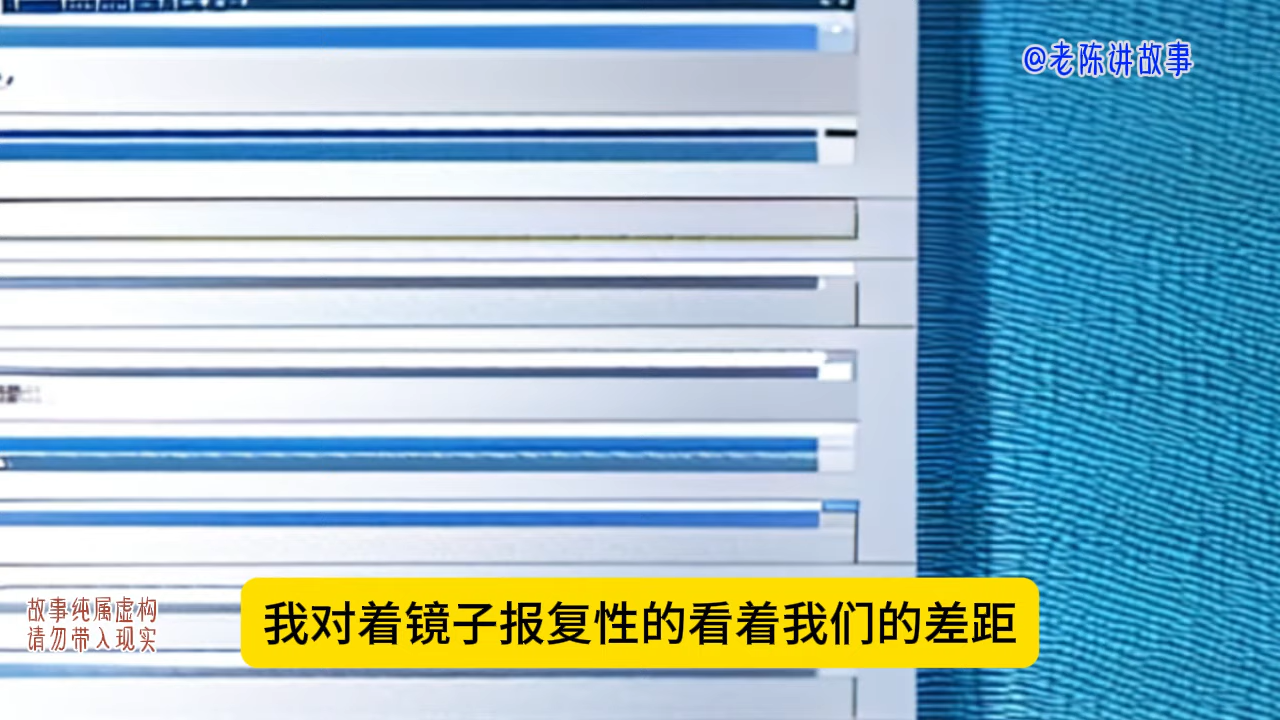 @老陈讲故事
故事纯属虚构
请勿带入现实
我对着镜子报复性的看着我们的差距